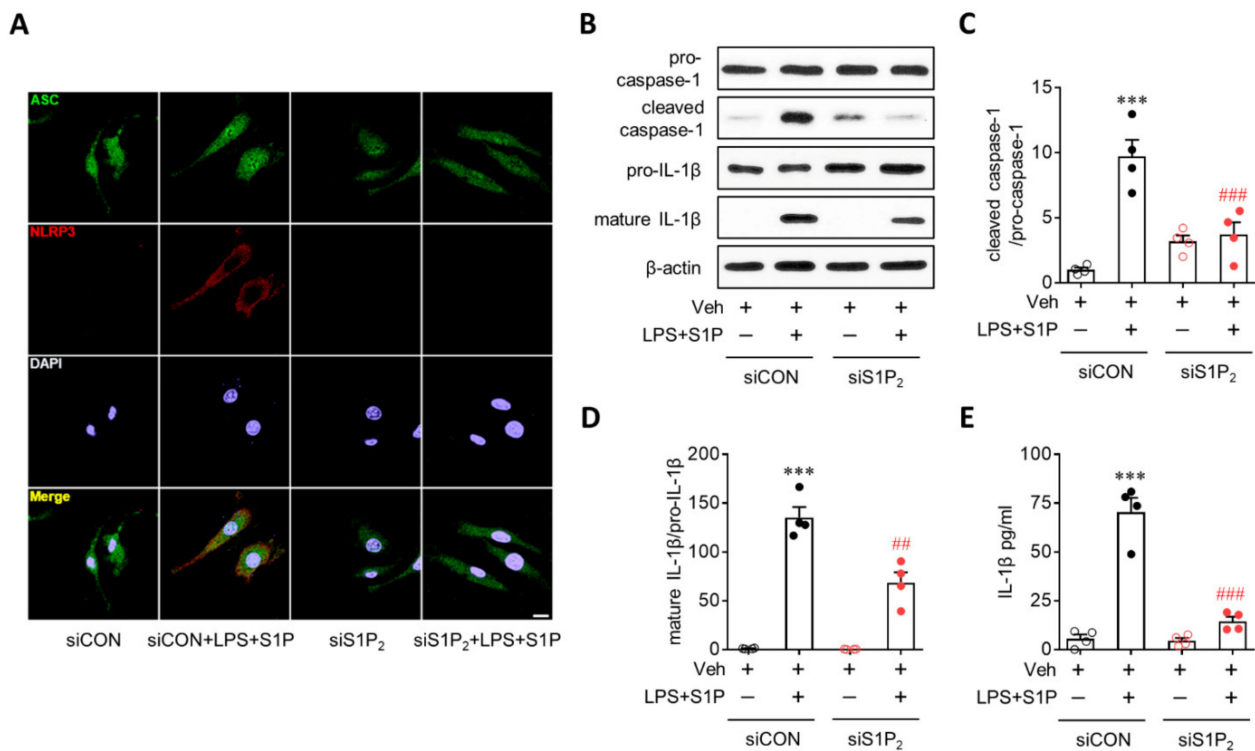 A
ASC
NLRP3
DAPI
Merge
siCON siCON+LPS+S1P siS1P₂ siS1P₂+LPS+S1P
B
pro-
caspase-1
cleaved
caspase-1
pro-IL-1β
mature IL-1β
β-actin
Veh + + + +
LPS+S1P – + – +
siCON siS1P₂
C
cleaved caspase-1
/pro-caspase-1
15
10
5
0
***
###
Veh + + + +
LPS+S1P – + – +
siCON siS1P₂
D
mature IL-1β/pro-IL-1β
200
150
100
50
0
***
##
Veh + + + +
LPS+S1P – + – +
siCON siS1P₂
E
IL-1β pg/ml
100
75
50
25
0
***
###
Veh + + + +
LPS+S1P – + – +
siCON siS1P₂